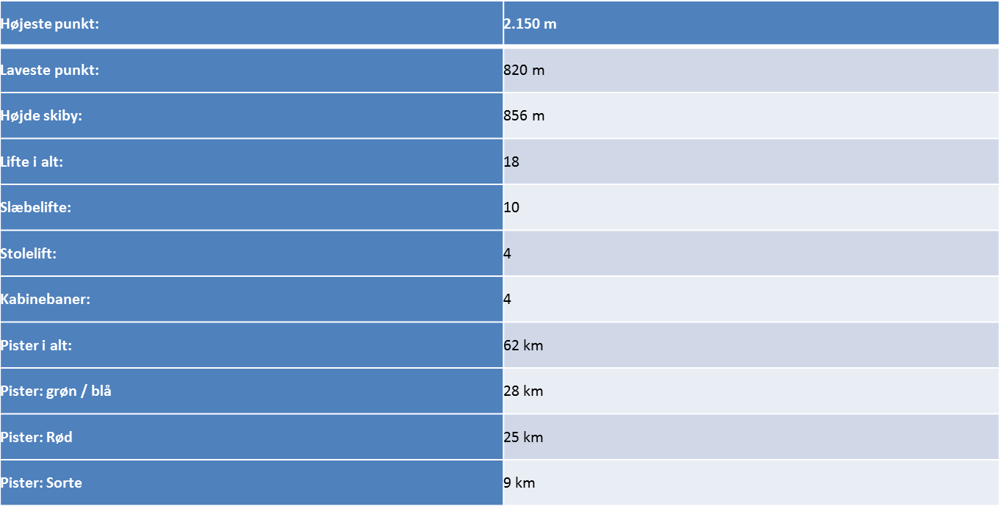 Højeste punkt: 2.150 m
Laveste punkt: 820 m
Højde skiby: 856 m
Lifte i alt: 18
Slæbelifte: 10
Stolelift: 4
Kabinebaner: 4
Pister i alt: 62 km
Pister: grøn / blå 28 km
Pister: Rød 25 km
Pister: Sorte 9 km